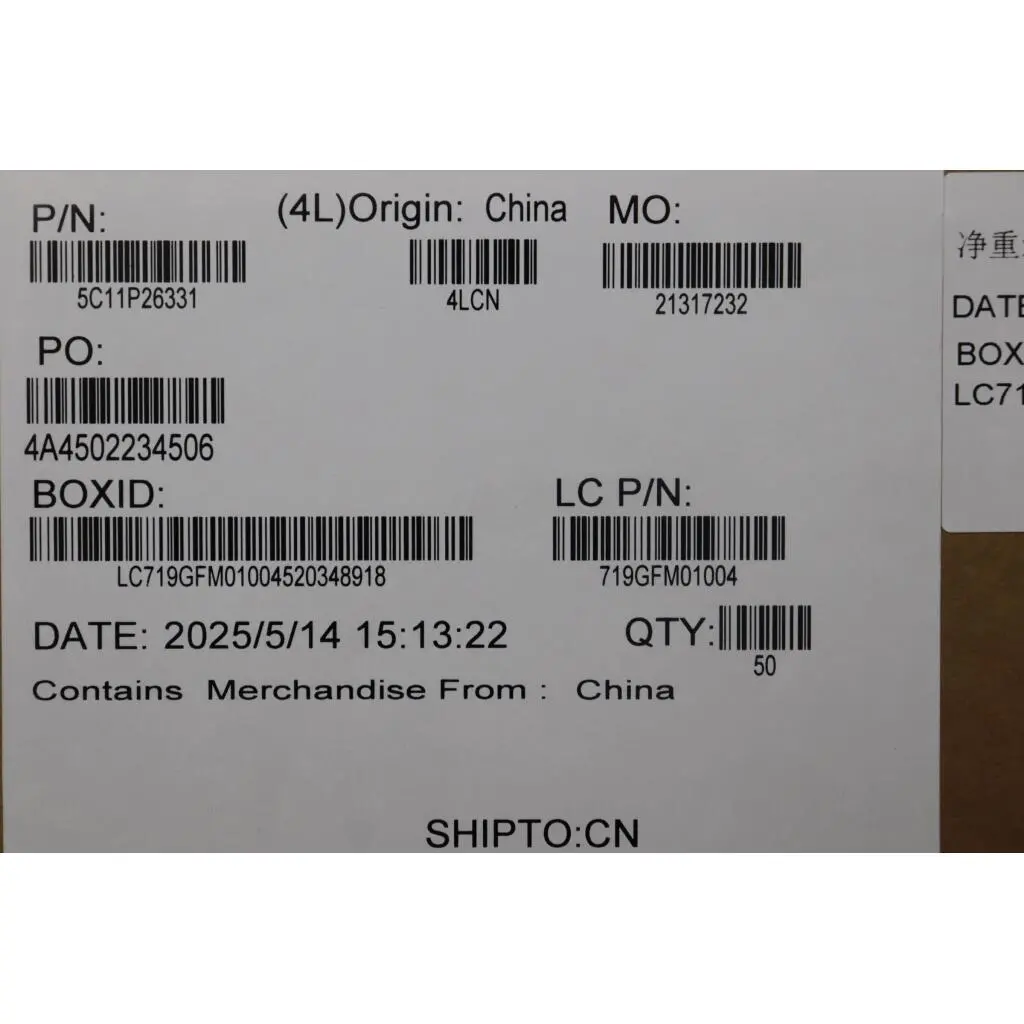 P/N:
(4L)Origin: China
MO:
5C11P26331
4LCN
21317232
PO:
4A4502234506
BOXID:
LC P/N:
LC719GFM01004520348918
719GFM01004
DATE: 2025/5/14 15:13:22
QTY:
50
Contains Merchandise From : China
SHIPTO:CN
净重:
DATE
BOX
LC71